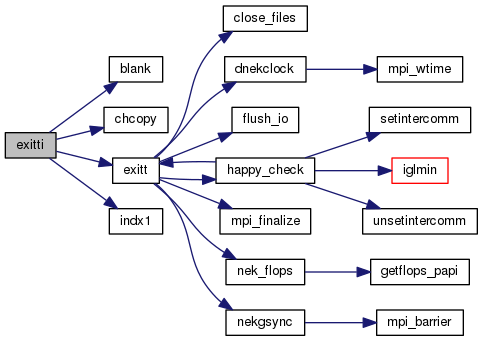 exitti
blank
chcopy
exitt
indx1
close_files
dnekclock
flush_io
happy_check
mpi_finalize
nek_flops
nekgsync
mpi_wtime
setintercomm
iglmin
unsetintercomm
getflops_papi
mpi_barrier